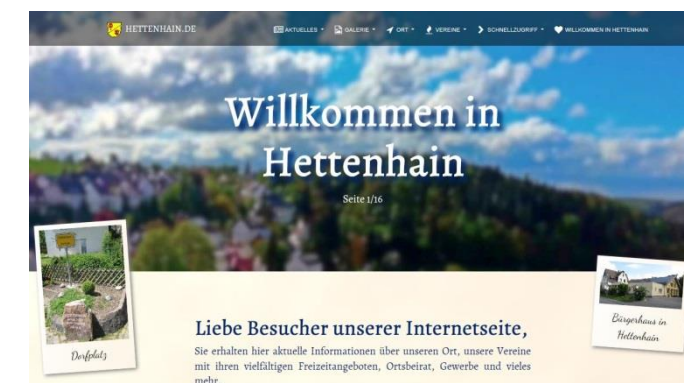 HETTENHAIN.DE
AKTUELLES
GALERIE
ORT
VEREINE
SCHNELLZUGRIFF
WILLKOMMEN IN HETTENHAIN
Willkommen in
Hettenhain
Seite 1/16
Dorfplatz
Bürgerhaus in
Hettenhain
Liebe Besucher unserer Internetseite,
Sie erhalten hier aktuelle Informationen über unseren Ort, unsere Vereine
mit ihren vielfältigen Freizeitangeboten, Ortsbeirat, Gewerbe und vieles
mehr.